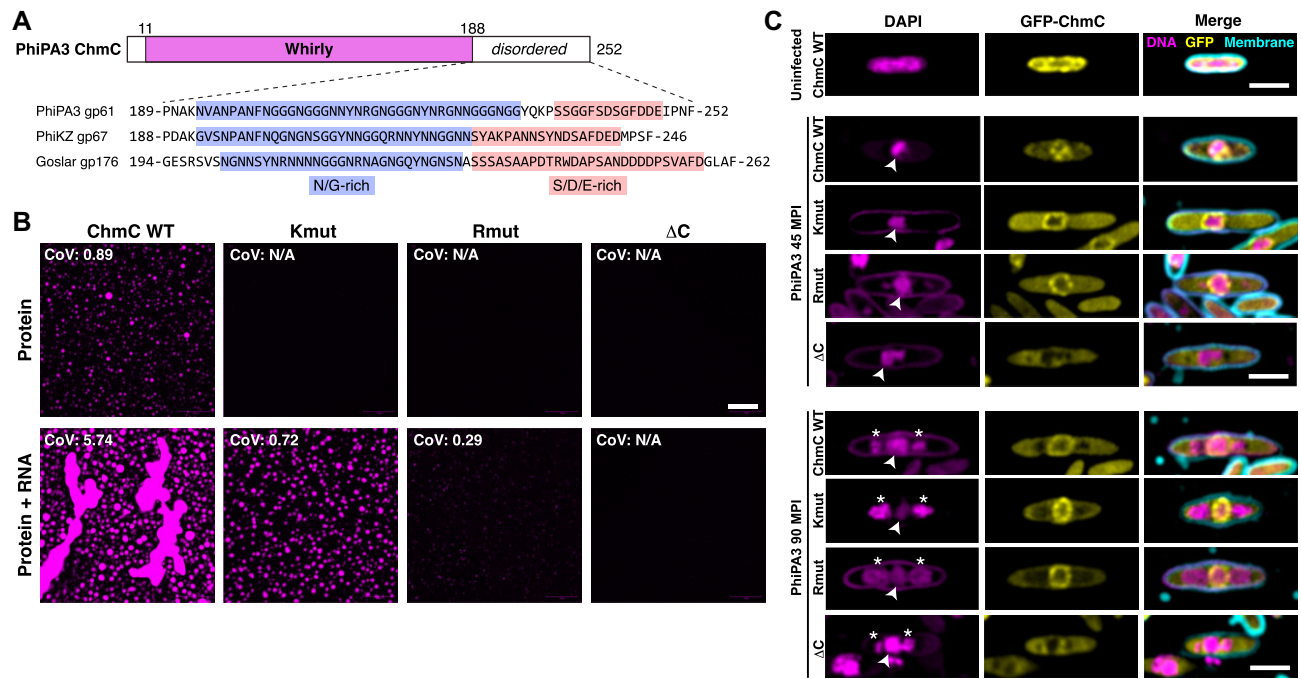 A
11
188
PhiPA3 ChmC
Whirly
disordered
252
PhiPA3 gp61 189-PNAKNVANPANFNQGGGNGGGNNYNRGNGGGNYNRGNNGGGNGGYQKPSSGGFSDSGFDDEIPNF-252
PhiKZ gp67 188-PDAKGVSNPANFNQGNGNSGGYNNGGQRNNYNNGGNNSYAKPANNSYNDSAFDEDMPSF-246
Goslar gp176 194-GESRSVSNGNNSYNRNNNNGGGNRNAGNGQYNGNSNASSSASAAPDTRWDAPSANDDDDPSVAFDGLAF-262
N/G-rich
S/D/E-rich
B
ChmC WT
Kmut
Rmut
ΔC
Protein
CoV: 0.89
CoV: N/A
CoV: N/A
CoV: N/A
Protein + RNA
CoV: 5.74
CoV: 0.72
CoV: 0.29
CoV: N/A
C
DAPI
GFP-ChmC
Merge
Uninfected
ChmC WT
DNA GFP Membrane
PhiPA3 45 MPI
ChmC WT
Kmut
Rmut
ΔC
PhiPA3 90 MPI
ChmC WT
* *
Kmut
* *
Rmut
* *
ΔC
* *